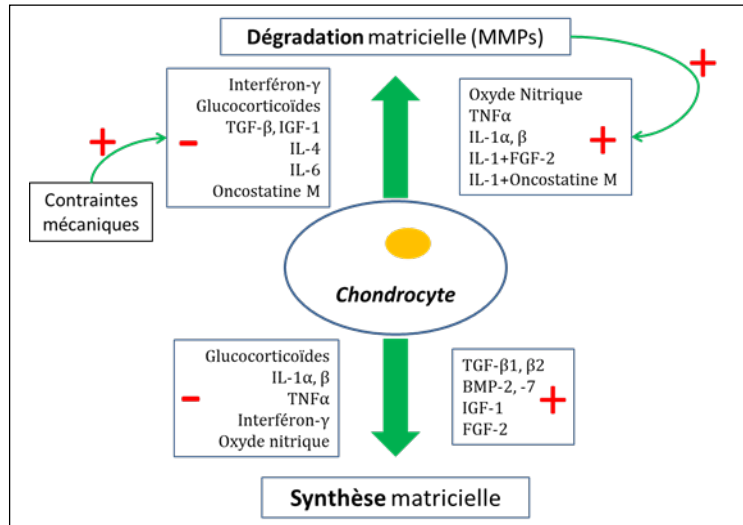 Dégradation matricielle (MMPs)
+
Interféron-γ
Glucocorticoïdes
TGF-β, IGF-1
IL-4
IL-6
Oncostatine M
-
+
Contraintes
mécaniques
Oxyde Nitrique
TNFα
IL-1α, β
IL-1+FGF-2
IL-1+Oncostatine M
+
Chondrocyte
Glucocorticoïdes
IL-1α, β
TNFα
Interféron-γ
Oxyde nitrique
-
TGF-β1, β2
BMP-2, -7
IGF-1
FGF-2
+
Synthèse matricielle